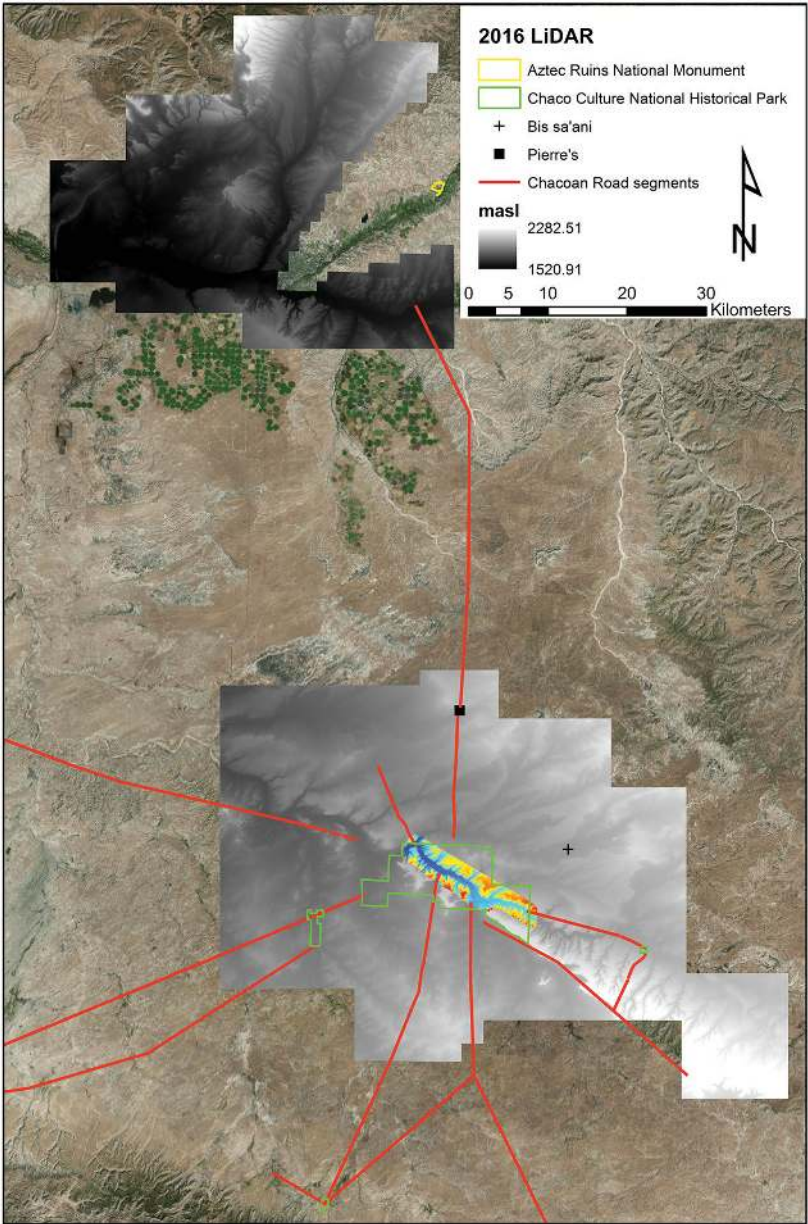 2016 LiDAR
Aztec Ruins National Monument
Chaco Culture National Historical Park
Bis sa'ani
Pierre's
Chacoan Road segments
masl
2282.51
1520.91
N
0 5 10 20 30
Kilometers